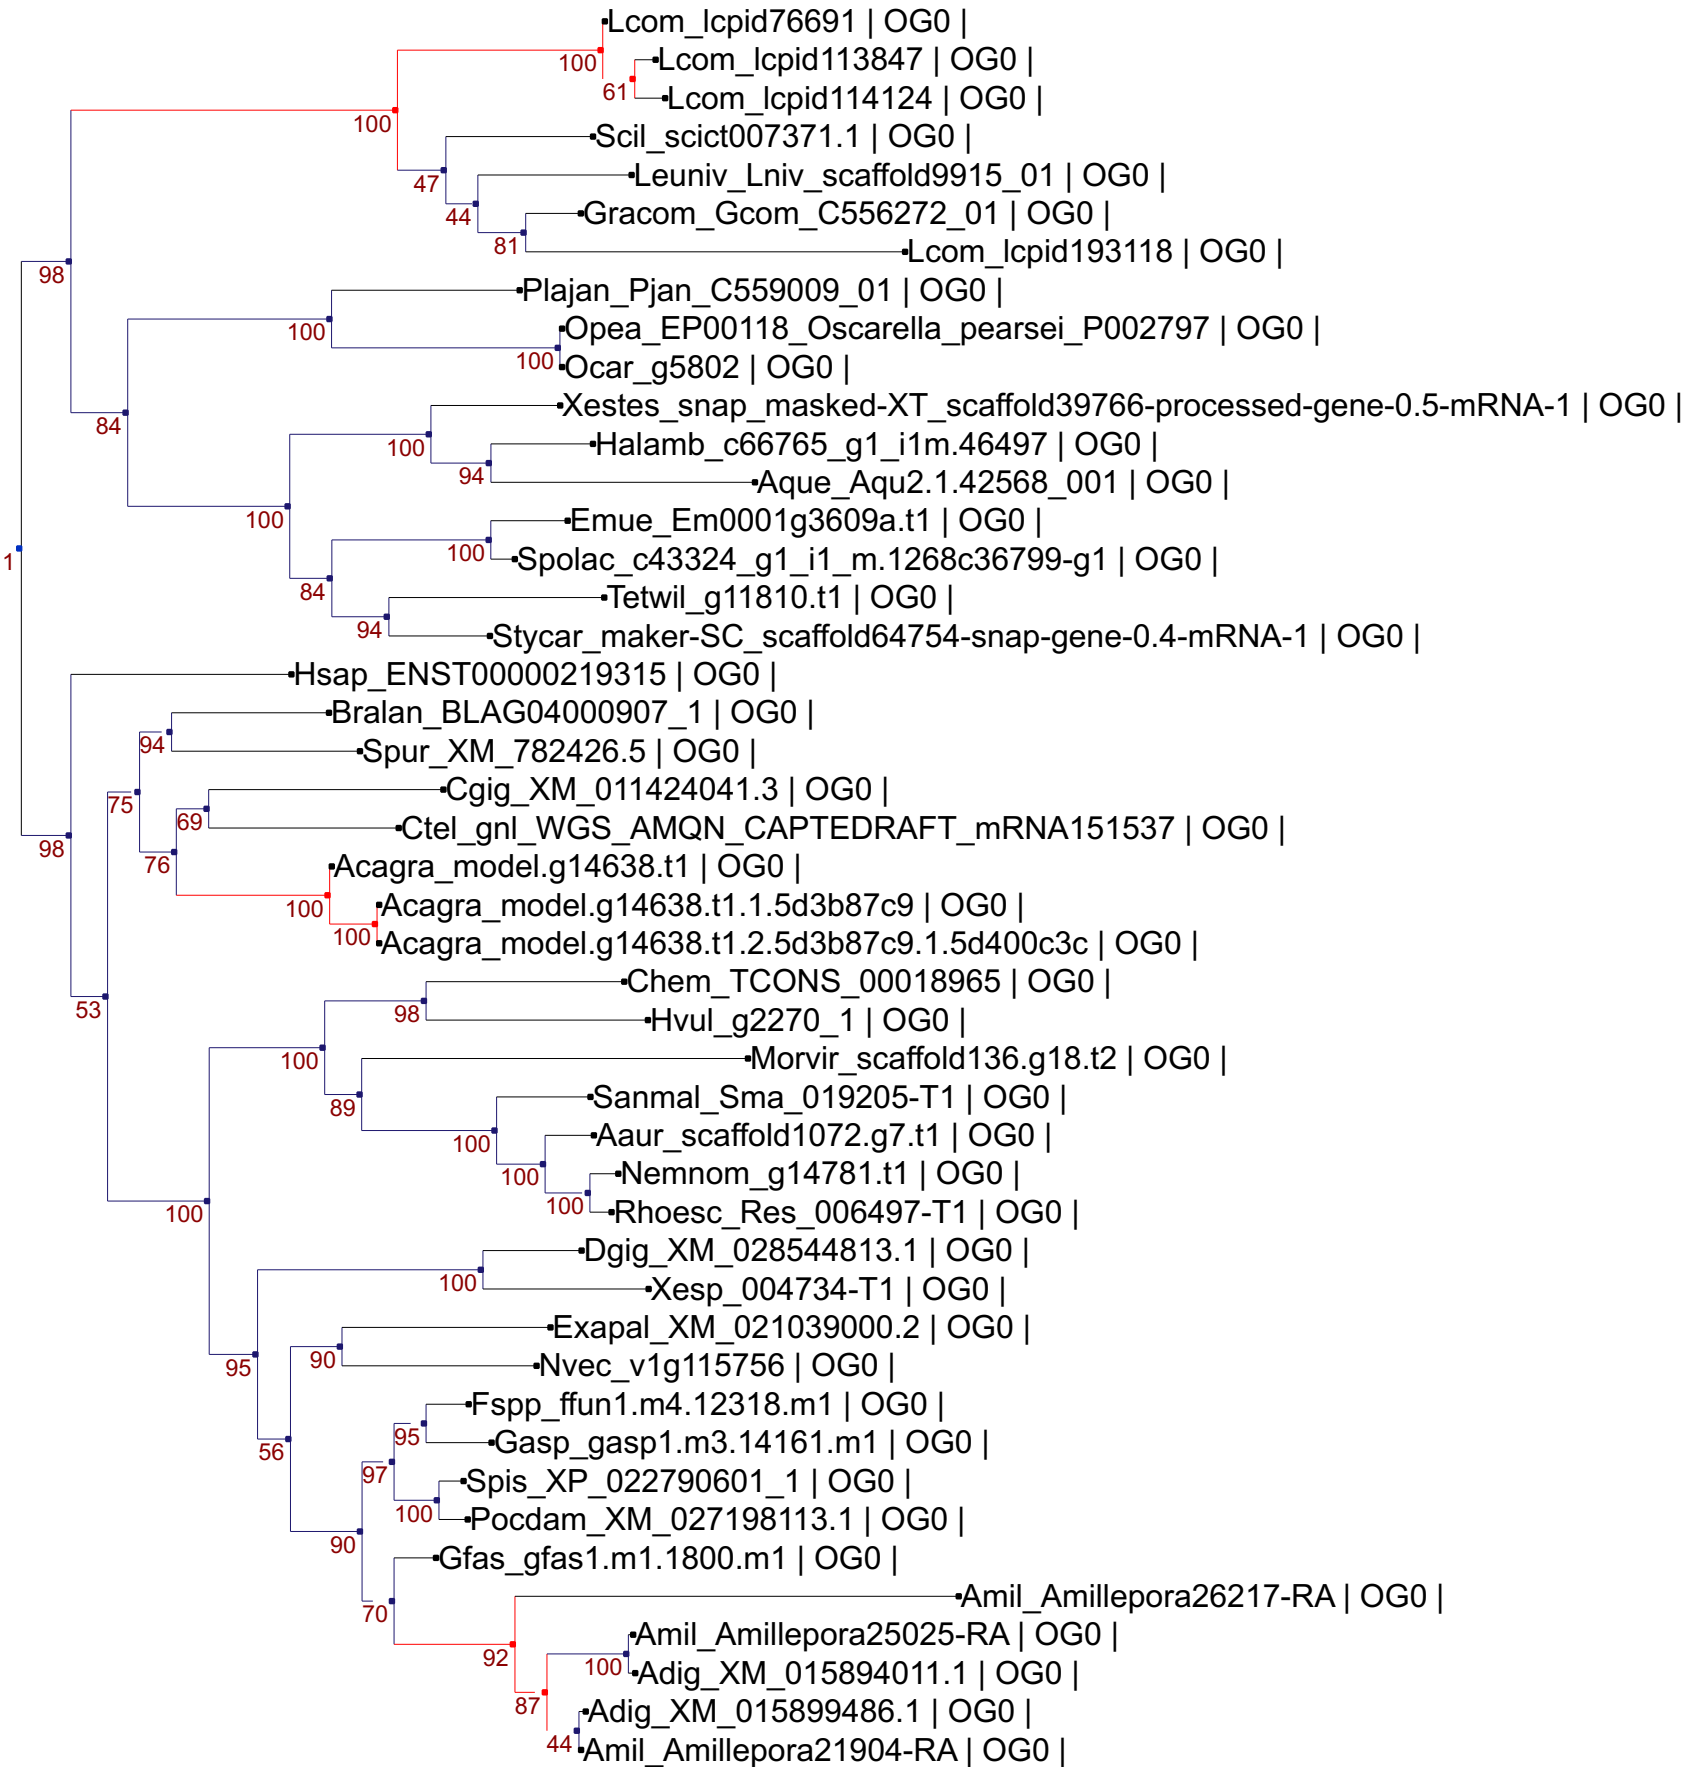 Lcom_lcpid76691 | OG0 |
100
Lcom_lcpid113847 | OG0 |
61
Lcom_lcpid114124 | OG0 |
100
Scil_scict007371.1 | OG0 |
47
Leuniv_Lniv_scaffold9915_01 | OG0 |
44
Gracom_Gcom_C556272_01 | OG0 |
81
Lcom_lcpid193118 | OG0 |
98
Plajan_Pjan_C559009_01 | OG0 |
100
Opea_EP00118_Oscarella_pearsei_P002797 | OG0 |
100
Ocar_g5802 | OG0 |
84
Xestes_snap_masked-XT_scaffold39766-processed-gene-0.5-mRNA-1 | OG0 |
100
Halamb_c66765_g1_i1m.46497 | OG0 |
94
Aque_Aqu2.1.42568_001 | OG0 |
100
Emue_Em0001g3609a.t1 | OG0 |
100
Spolac_c43324_g1_i1_m.1268c36799-g1 | OG0 |
1
84
Tetwil_g11810.t1 | OG0 |
94
Stycar_maker-SC_scaffold64754-snap-gene-0.4-mRNA-1 | OG0 |
Hsap_ENST00000219315 | OG0 |
Bralan_BLAG04000907_1 | OG0 |
94
Spur_XM_782426.5 | OG0 |
75
Cgig_XM_011424041.3 | OG0 |
69
Ctel_gnl_WGS_AMQN_CAPTEDRAFT_mRNA151537 | OG0 |
98
76
Acagra_model.g14638.t1 | OG0 |
100
Acagra_model.g14638.t1.1.5d3b87c9 | OG0 |
100
Acagra_model.g14638.t1.2.5d3b87c9.1.5d400c3c | OG0 |
Chem_TCONS_00018965 | OG0 |
53
98
Hvul_g2270_1 | OG0 |
100
Morvir_scaffold136.g18.t2 | OG0 |
89
Sanmal_Sma_019205-T1 | OG0 |
100
Aaur_scaffold1072.g7.t1 | OG0 |
100
Nemnom_g14781.t1 | OG0 |
100
Rhoesc_Res_006497-T1 | OG0 |
100
Dgig_XM_028544813.1 | OG0 |
100
Xesp_004734-T1 | OG0 |
Exapal_XM_021039000.2 | OG0 |
90
Nvec_v1g115756 | OG0 |
95
Fspp_ffun1.m4.12318.m1 | OG0 |
95
Gasp_gasp1.m3.14161.m1 | OG0 |
56
97
Spis_XP_022790601_1 | OG0 |
100
Pocdam_XM_027198113.1 | OG0 |
90
Gfas_gfas1.m1.1800.m1 | OG0 |
Amil_Amillepora26217-RA | OG0 |
70
Amil_Amillepora25025-RA | OG0 |
92
100
Adig_XM_015894011.1 | OG0 |
87
Adig_XM_015899486.1 | OG0 |
44
Amil_Amillepora21904-RA | OG0 |